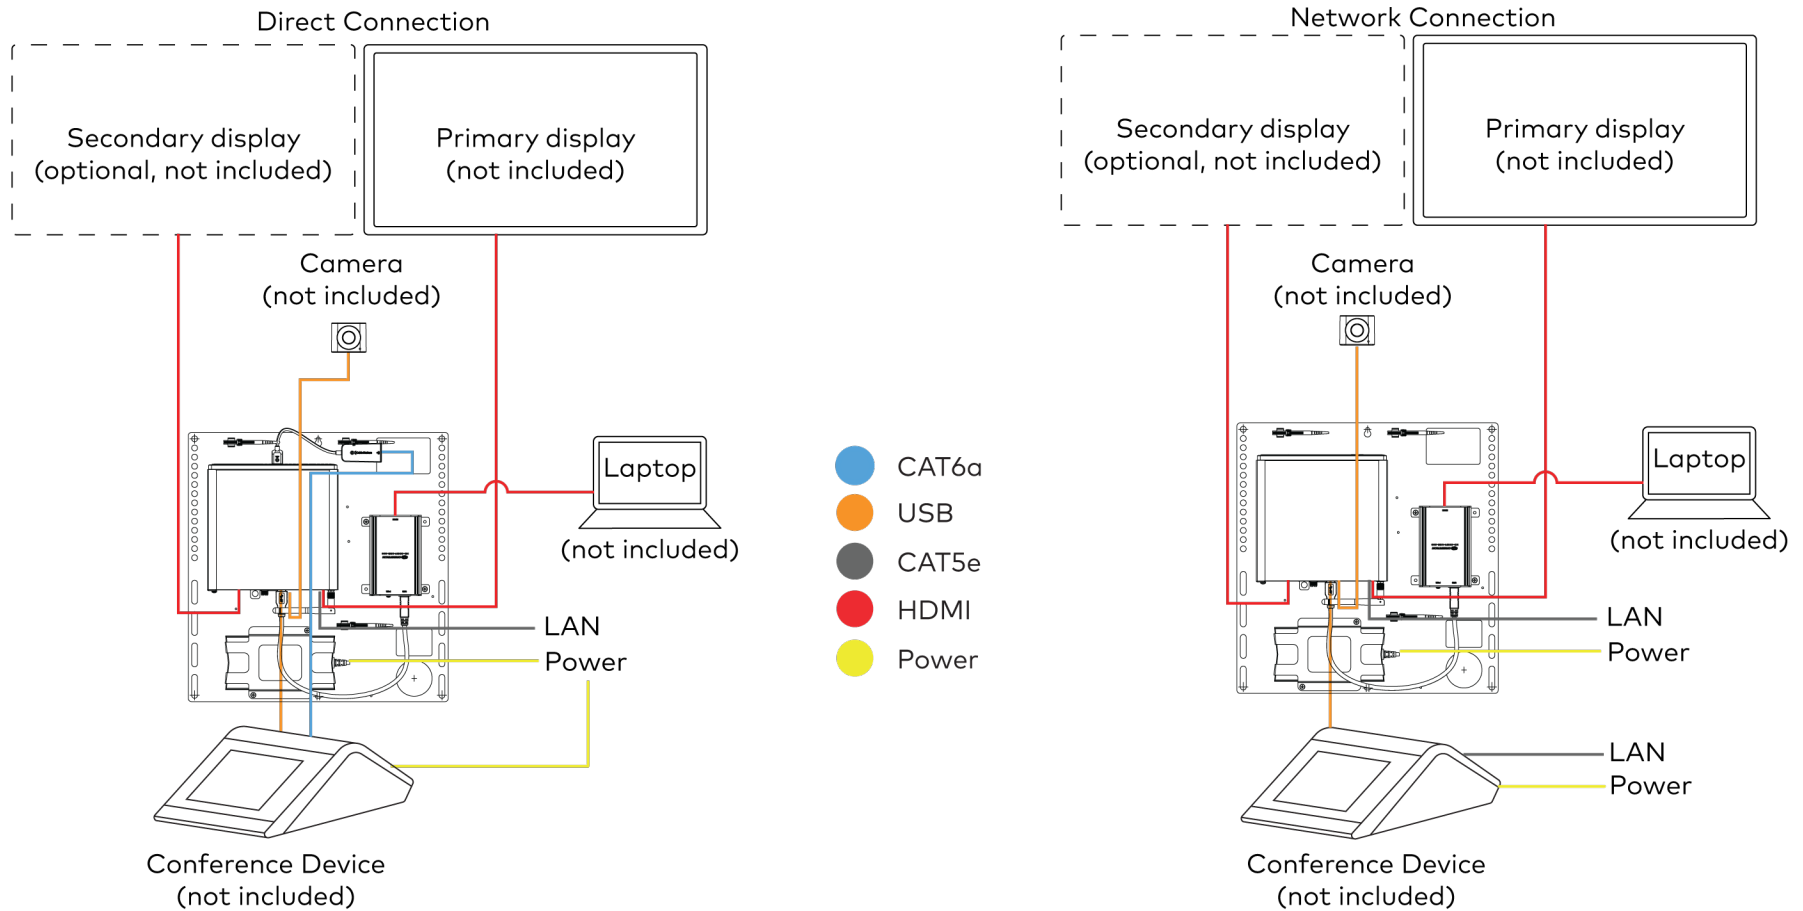 Direct Connection
Secondary display
(optional, not included)
Primary display
(not included)
Camera
(not included)
Laptop
(not included)
LAN
Power
Conference Device
(not included)
CAT6a
USB
CAT5e
HDMI
Power
Network Connection
Secondary display
(optional, not included)
Primary display
(not included)
Camera
(not included)
Laptop
(not included)
LAN
Power
LAN
Power
Conference Device
(not included)